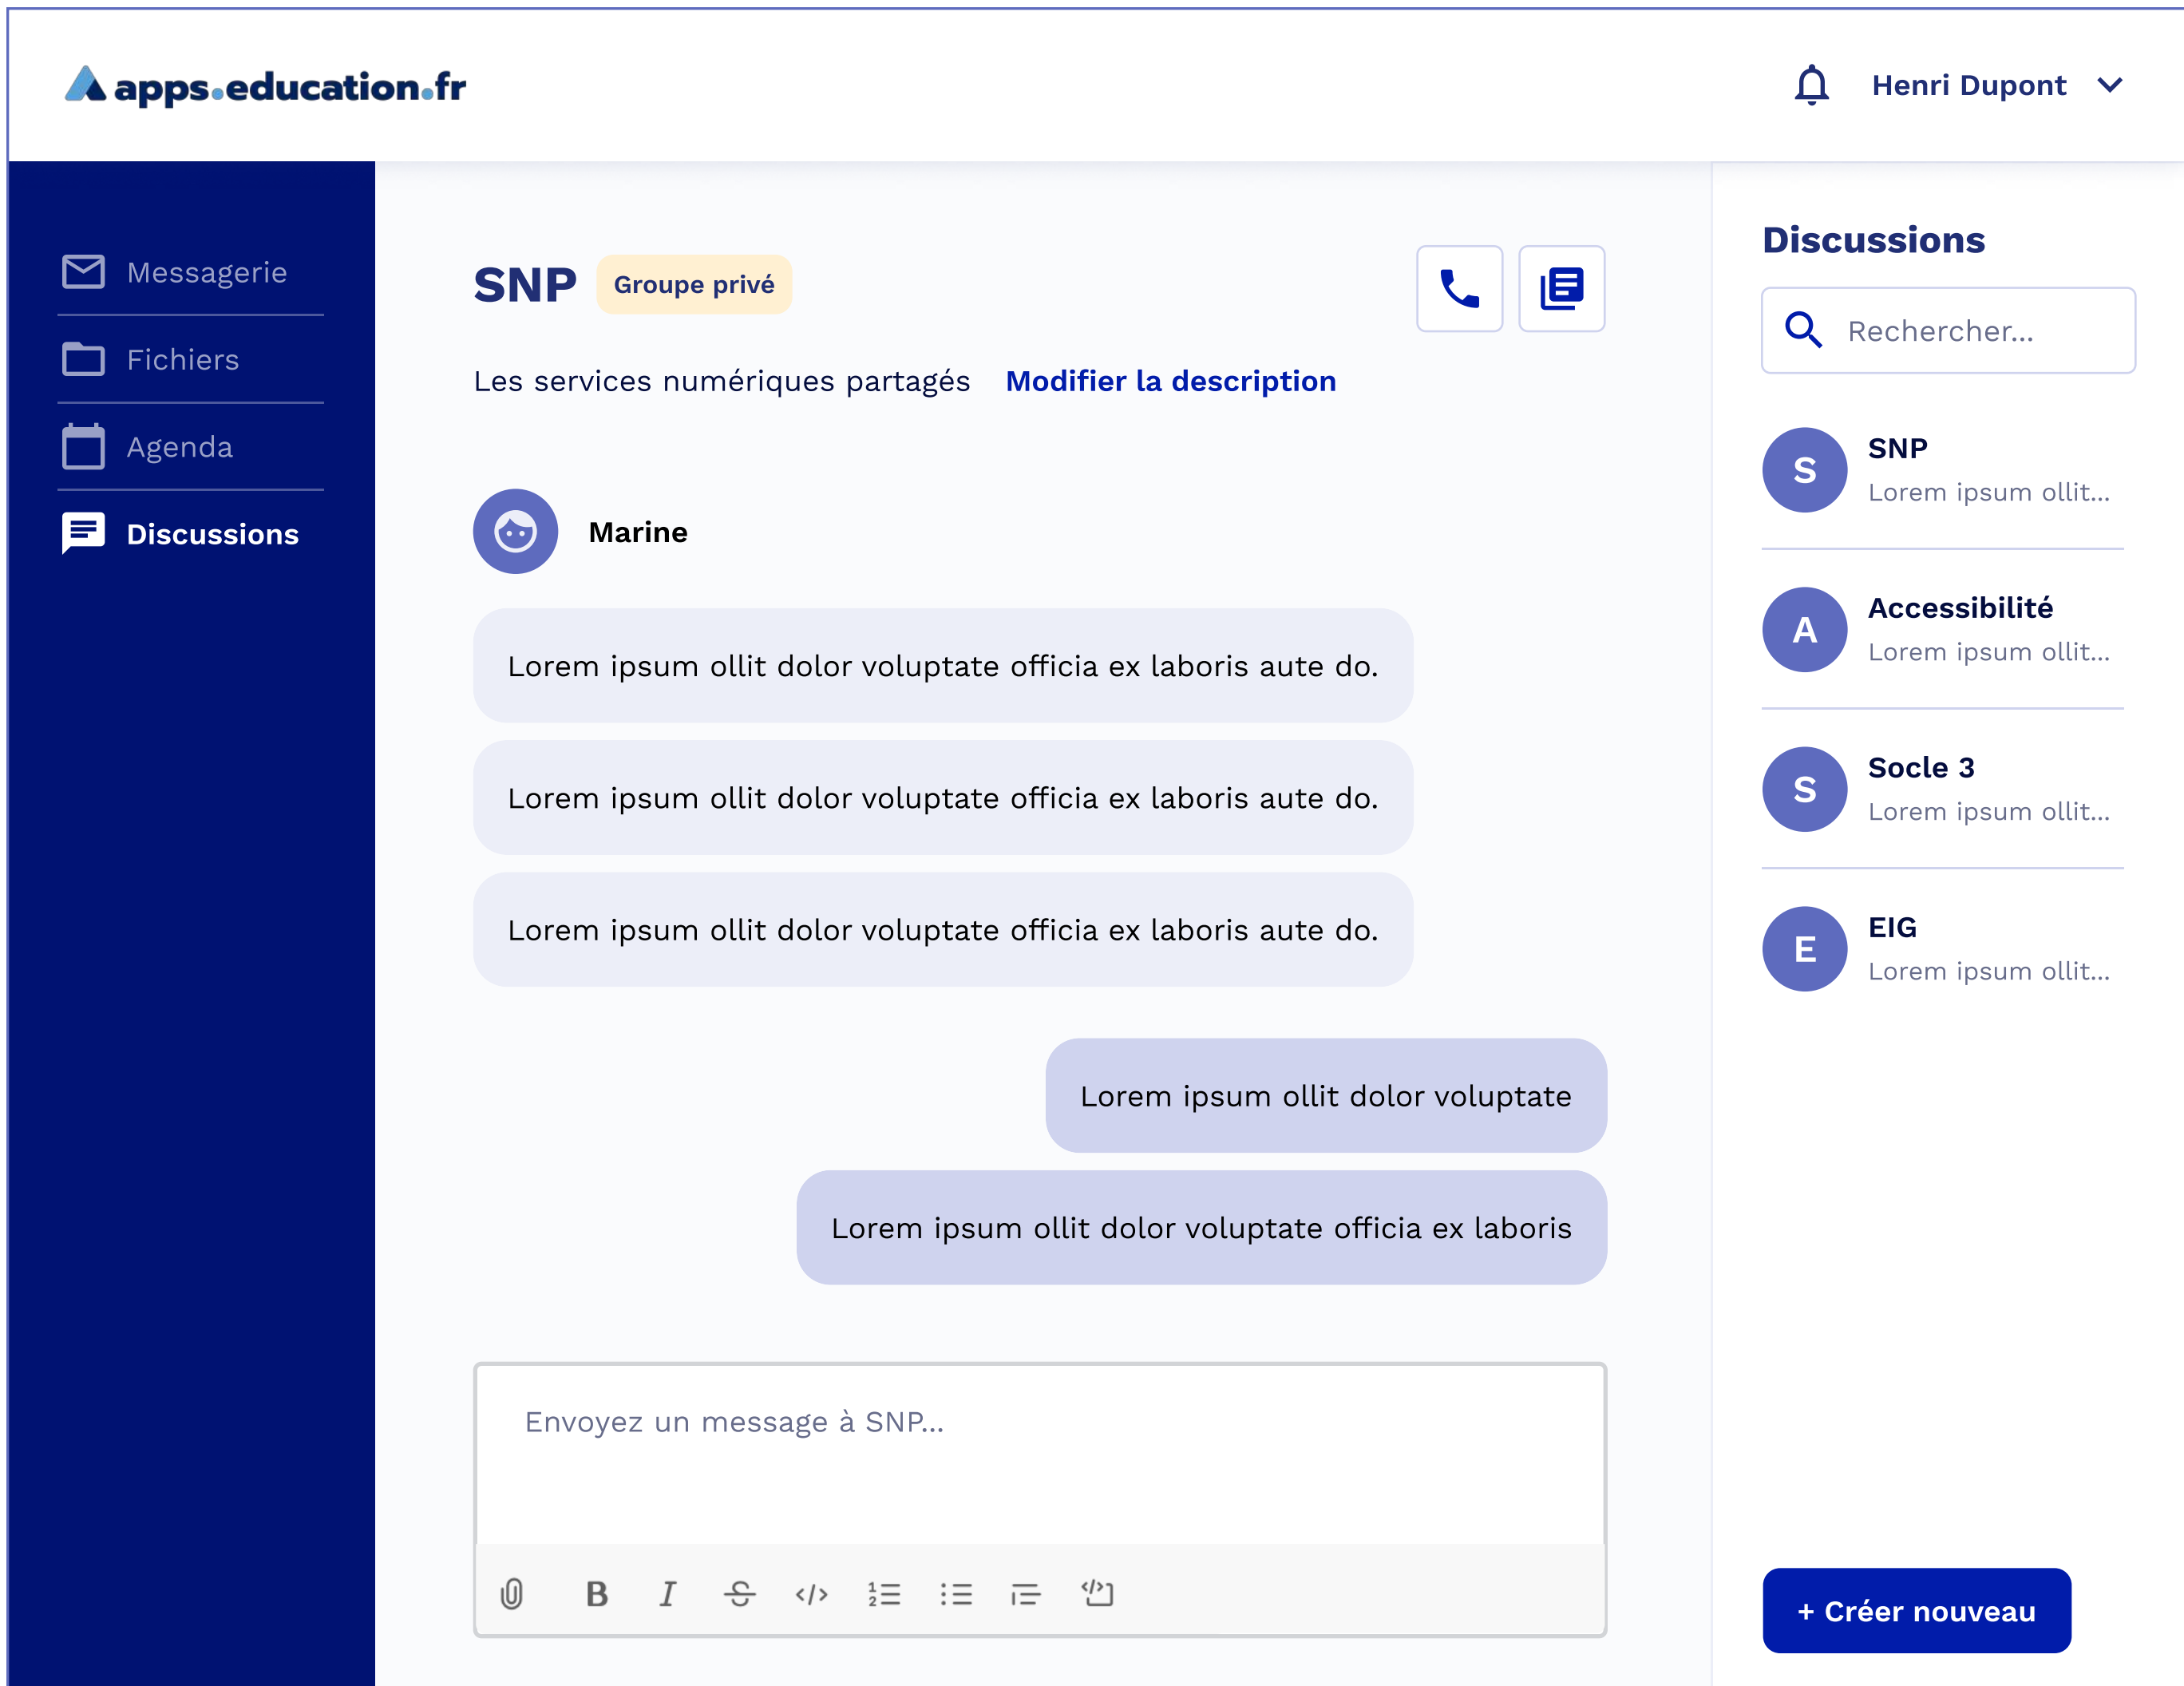 apps.education.fr
Henri Dupont
Messagerie
Fichiers
Agenda
Discussions
SNP
Groupe privé
Les services numériques partagés
Modifier la description
Marine
Lorem ipsum ollit dolor voluptate officia ex laboris aute do.
Lorem ipsum ollit dolor voluptate officia ex laboris aute do.
Lorem ipsum ollit dolor voluptate officia ex laboris aute do.
Lorem ipsum ollit dolor voluptate
Lorem ipsum ollit dolor voluptate officia ex laboris
Envoyez un message à SNP...
Discussions
Rechercher...
S
SNP
Lorem ipsum ollit...
A
Accessibilité
Lorem ipsum ollit...
S
Socle 3
Lorem ipsum ollit...
E
EIG
Lorem ipsum ollit...
+ Créer nouveau